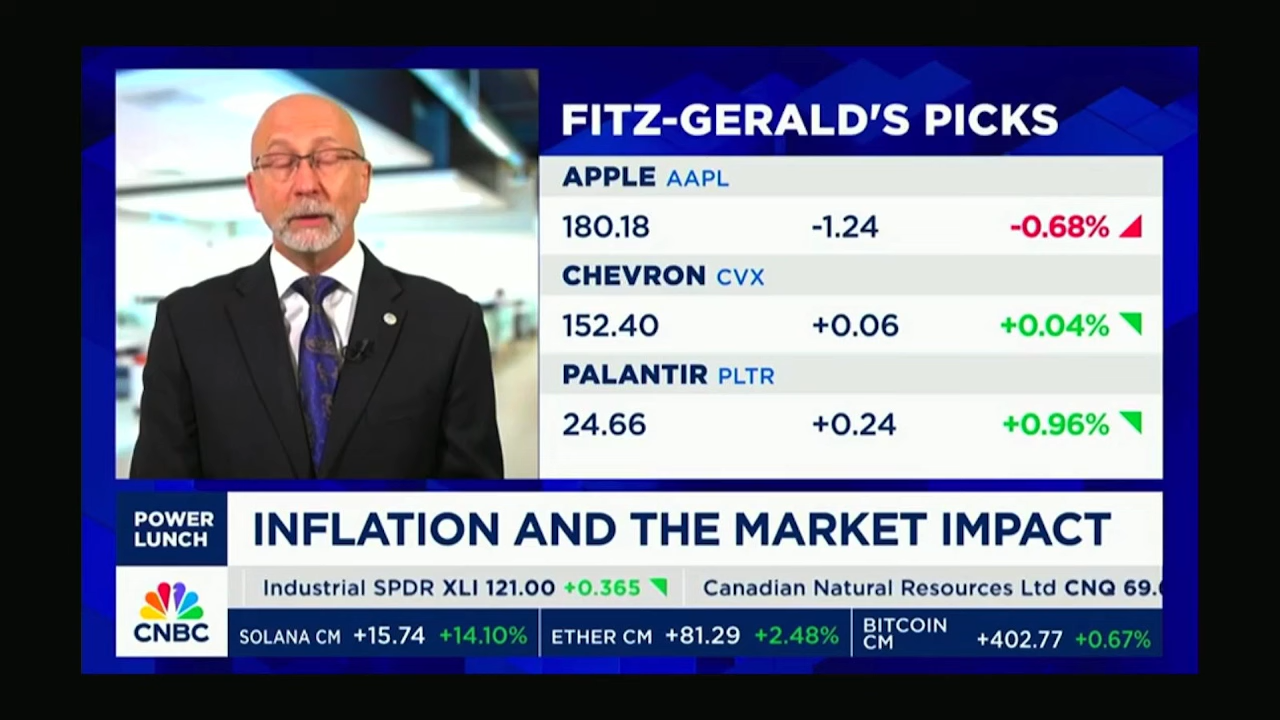 FITZ-GERALD'S PICKS
APPLE AAPL
180.18 -1.24 -0.68%
CHEVRON CVX
152.40 +0.06 +0.04%
PALANTIR PLTR
24.66 +0.24 +0.96%
POWER
LUNCH
INFLATION AND THE MARKET IMPACT
Industrial SPDR XLI 121.00 +0.365 Canadian Natural Resources Ltd CNQ 69.
CNBC
SOLANA CM +15.74 +14.10% ETHER CM +81.29 +2.48% BITCOIN
CM +402.77 +0.67%